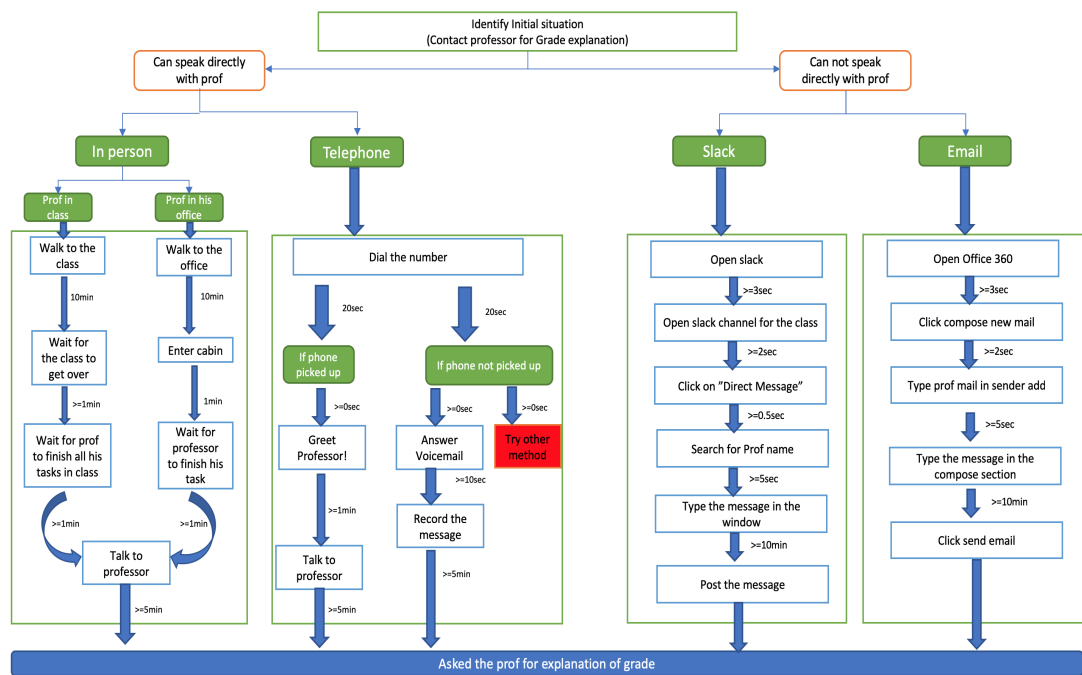 Identify Initial situation
(Contact professor for Grade explanation)
Can speak directly
with prof
Can not speak
directly with prof
In person
Telephone
Slack
Email
Prof in
class
Prof in his
office
Walk to the
class
10min
Wait for
the class to
get over
>=1min
Wait for prof
to finish all his
tasks in class
>=1min
Walk to the
office
10min
Enter cabin
1min
Wait for
professor
to finish his
task
>=1min
Talk to
professor
>=5min
Dial the number
20sec
20sec
If phone
picked up
If phone not picked up
>=0sec
>=0sec
>=0sec
Greet
Professor!
Answer
Voicemail
Try other
method
>=1min
>=10sec
Record the
message
Talk to
professor
>=5min
>=5min
Open slack
>=3sec
Open slack channel for the class
>=2sec
Click on ”Direct Message”
>=0.5sec
Search for Prof name
>=5sec
Type the message in the
window
>=10min
Post the message
Open Office 360
>=3sec
Click compose new mail
>=2sec
Type prof mail in sender add
>=5sec
Type the message in the
compose section
>=10min
Click send email
Asked the prof for explanation of grade